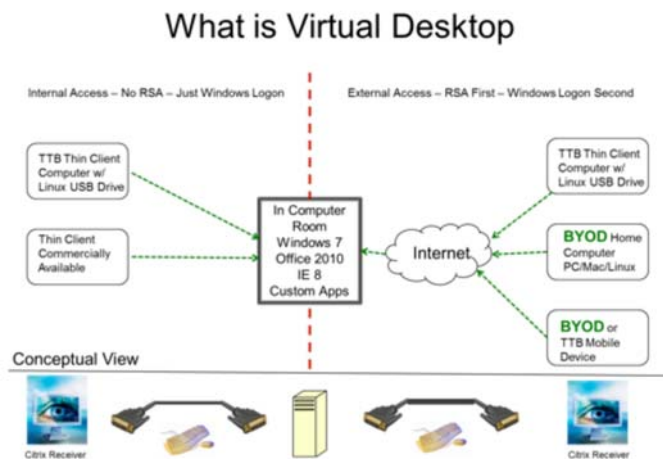 What is Virtual Desktop
Internal Access – No RSA – Just Windows Logon
External Access – RSA First – Windows Logon Second
TTB Thin Client
Computer w/
Linux USB Drive
Thin Client
Commercially
Available
In Computer
Room
Windows 7
Office 2010
IE 8
Custom Apps
Internet
TTB Thin Client
Computer w/
Linux USB Drive
BYOD Home
Computer
PC/Mac/Linux
BYOD or
TTB Mobile
Device
Conceptual View
Citrix Receiver
Citrix Receiver